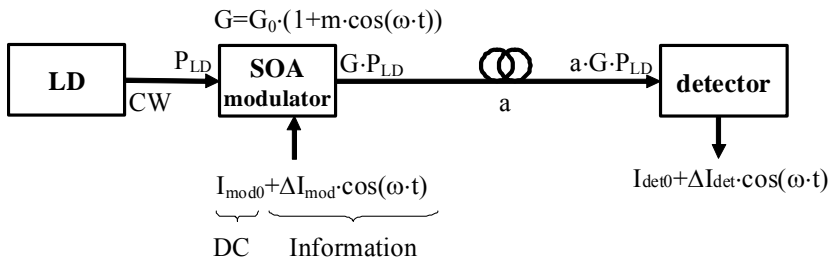 G=G₀·(1+m·cos(ω·t))
LD
P_LD
CW
SOA
modulator
G·P_LD
a
a·G·P_LD
detector
I_mod0+ΔI_mod·cos(ω·t)
I_det0+ΔI_det·cos(ω·t)
DC Information